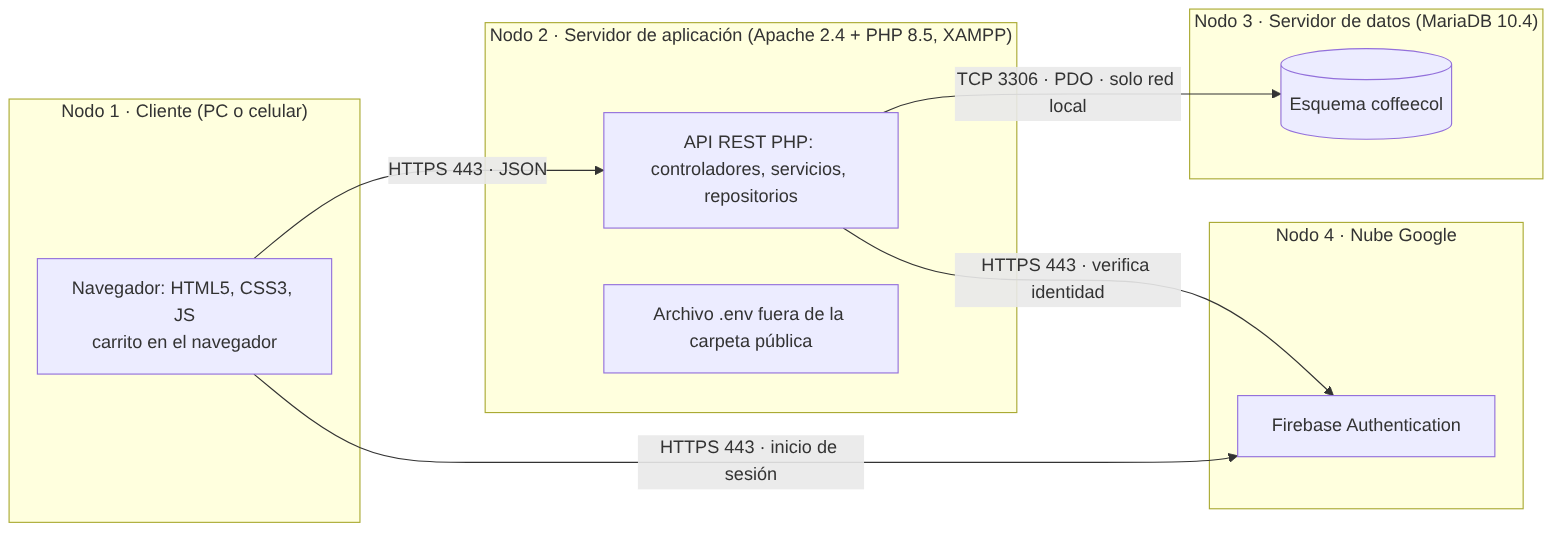 Nodo 1 · Cliente (PC o celular)
Navegador: HTML5, CSS3,
JS
carrito en el navegador
HTTPS 443 · JSON
Nodo 2 · Servidor de aplicación (Apache 2.4 + PHP 8.5, XAMPP)
API REST PHP:
controladores, servicios,
repositorios
Archivo .env fuera de la
carpeta pública
TCP 3306 · PDO · solo red
local
HTTPS 443 · verifica
identidad
HTTPS 443 · inicio de
sesión
Nodo 3 · Servidor de datos (MariaDB 10.4)
Esquema coffeecol
Nodo 4 · Nube Google
Firebase Authentication